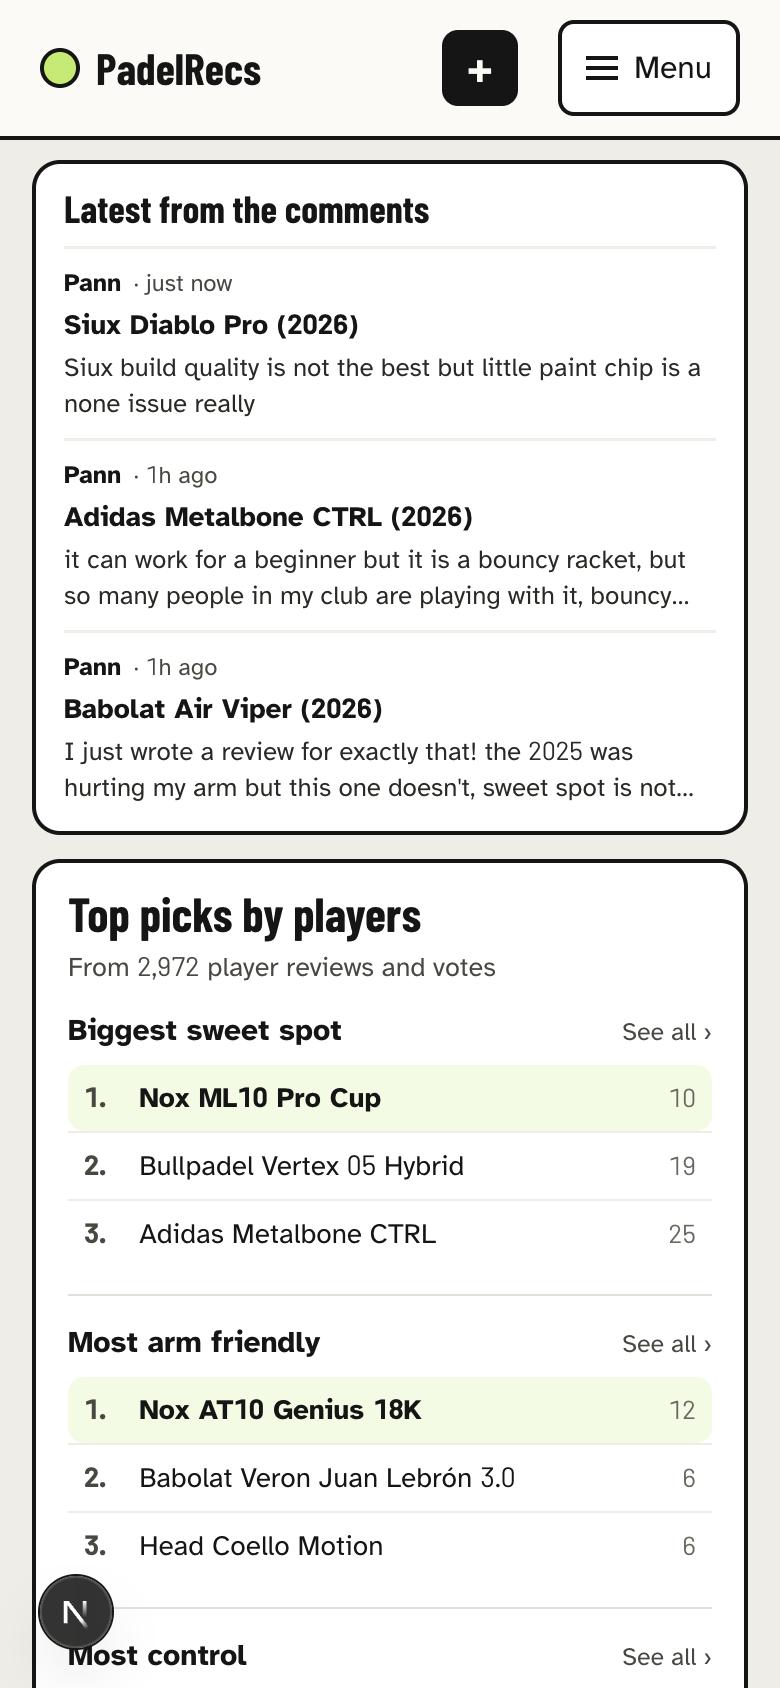 PadelRecs
+
Menu
Latest from the comments
Pann · just now
Siux Diablo Pro (2026)
Siux build quality is not the best but little paint chip is a
none issue really
Pann · 1h ago
Adidas Metalbone CTRL (2026)
it can work for a beginner but it is a bouncy racket, but
so many people in my club are playing with it, bouncy...
Pann · 1h ago
Babolat Air Viper (2026)
I just wrote a review for exactly that! the 2025 was
hurting my arm but this one doesn't, sweet spot is not...
Top picks by players
From 2,972 player reviews and votes
Biggest sweet spot See all ›
1. Nox ML10 Pro Cup 10
2. Bullpadel Vertex 05 Hybrid 19
3. Adidas Metalbone CTRL 25
Most arm friendly See all ›
1. Nox AT10 Genius 18K 12
2. Babolat Veron Juan Lebrón 3.0 6
3. Head Coello Motion 6
N
Most control See all ›